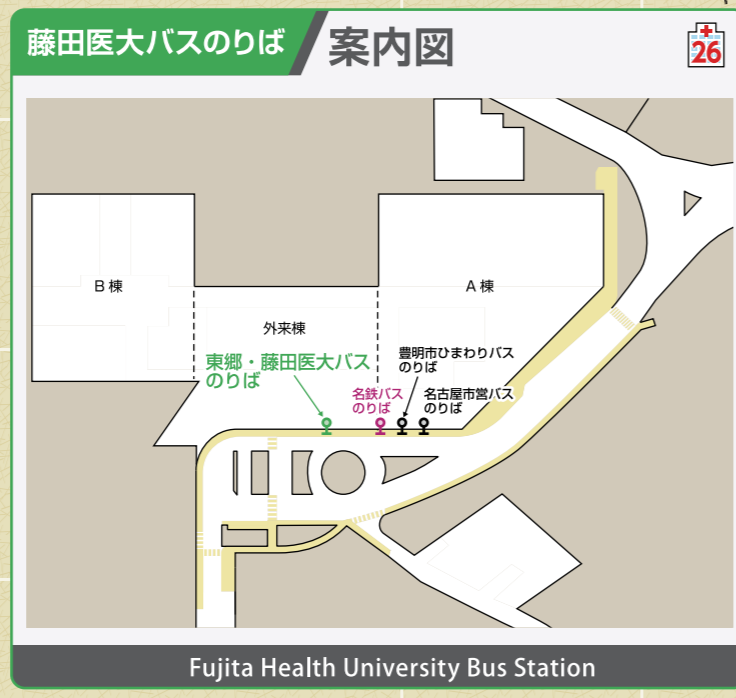 藤田医大バスのりば
案内図
26
B棟
A棟
外来棟
東郷・藤田医大バス
のりば
豊明市ひまわりバス
のりば
名鉄バス
のりば
名古屋市営バス
のりば
Fujita Health University Bus Station